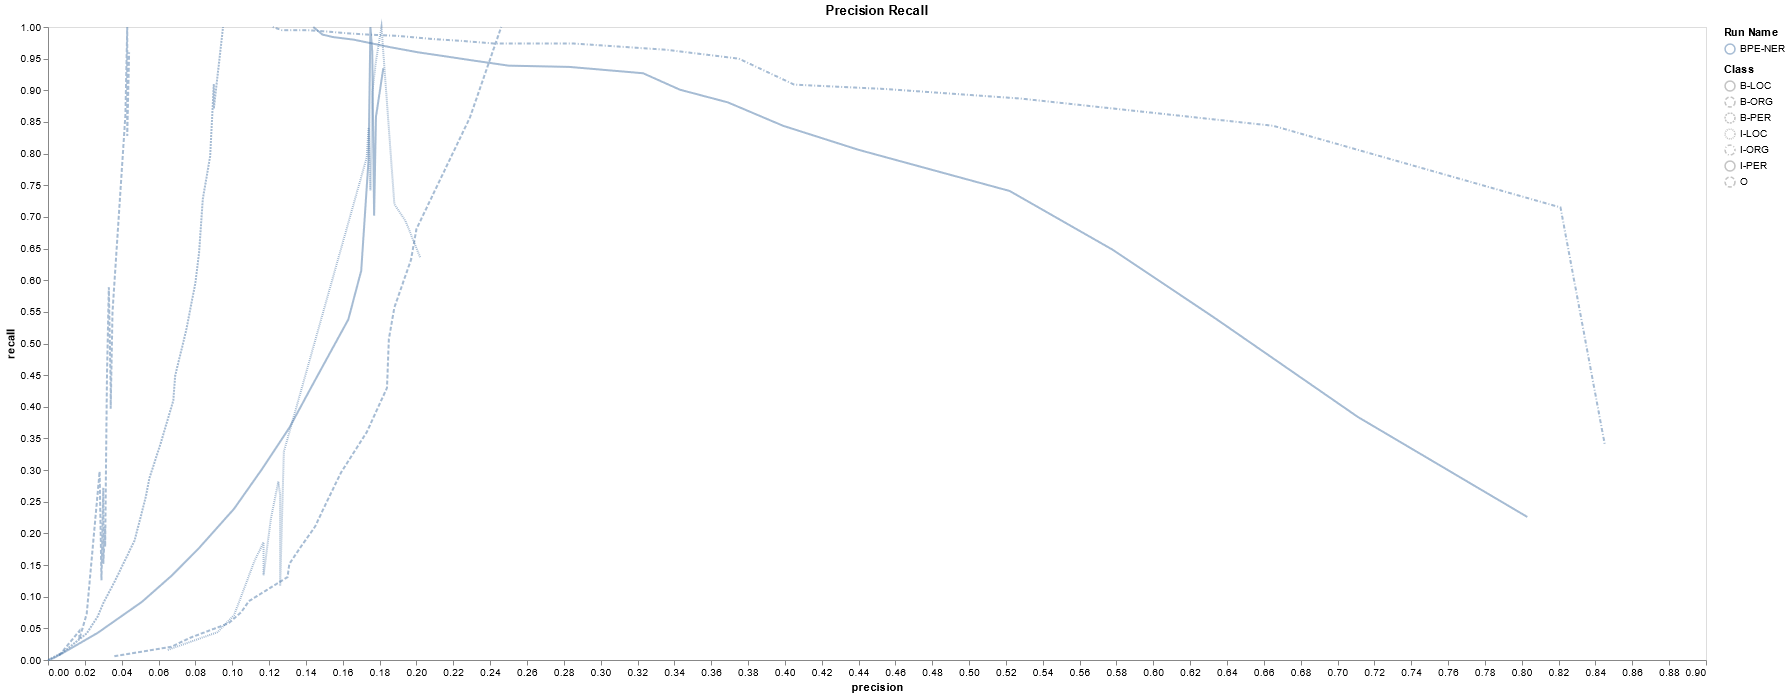 Precision Recall
1.00
0.95
0.90
0.85
0.80
0.75
0.70
0.65
0.60
0.55
0.50
0.45
0.40
0.35
0.30
0.25
0.20
0.15
0.10
0.05
0.00
recall
0.00 0.02 0.04 0.06 0.08 0.10 0.12 0.14 0.16 0.18 0.20 0.22 0.24 0.26 0.28 0.30 0.32 0.34 0.36 0.38 0.40 0.42 0.44 0.46 0.48 0.50 0.52 0.54 0.56 0.58 0.60 0.62 0.64 0.66 0.68 0.70 0.72 0.74 0.76 0.78 0.80 0.82 0.84 0.86 0.88 0.90
precision
Run Name
BPE-NER
Class
B-LOC
B-ORG
B-PER
I-LOC
I-ORG
I-PER
O